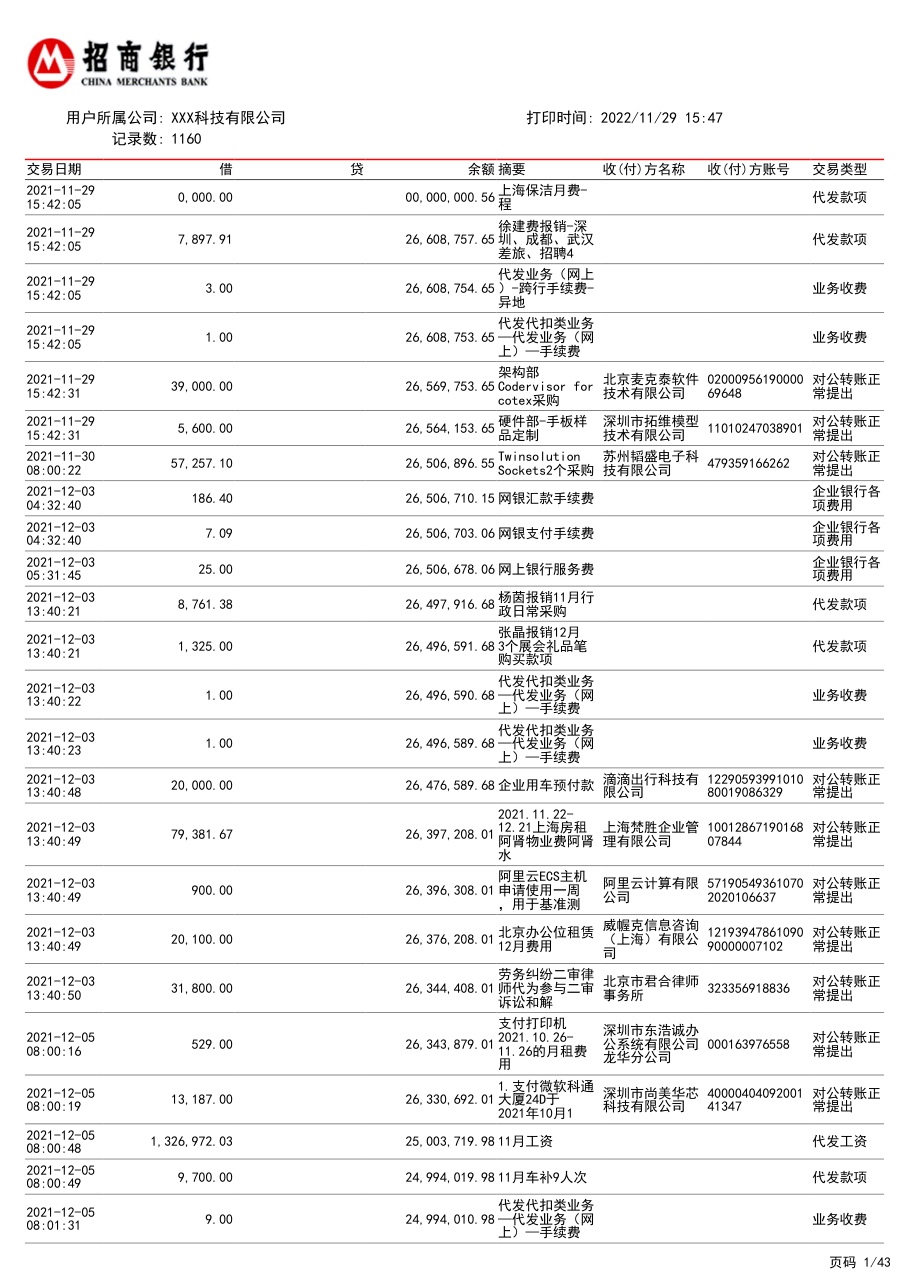 招商银行
CHINA MERCHANTS BANK
用户所属公司: XXX科技有限公司 打印时间: 2022/11/29 15:47
记录数: 1160
交易日期 借 贷 余额 摘要 收(付)方名称 收(付)方账号 交易类型
2021-11-29
15:42:05
0,000.00
00,000,000.56
上海保洁月费-
程
代发款项
2021-11-29
15:42:05
7,897.91
26,608,757.65
徐建费报销-深
圳、成都、武汉
差旅、招聘4
代发款项
2021-11-29
15:42:05
3.00
26,608,754.65
代发业务（网上
）-跨行手续费-
异地
业务收费
2021-11-29
15:42:05
1.00
26,608,753.65
代发代扣类业务
—代发业务（网
上）—手续费
业务收费
2021-11-29
15:42:31
39,000.00
26,569,753.65
架构部
Codervisor for
cotex采购
北京麦克泰软件
技术有限公司
02000956190000
69648
对公转账正
常提出
2021-11-29
15:42:31
5,600.00
26,564,153.65
硬件部-手板样
品定制
深圳市拓维模型
技术有限公司
11010247038901
对公转账正
常提出
2021-11-30
08:00:22
57,257.10
26,506,896.55
Twinsolution
Sockets2个采购
苏州韬盛电子科
技有限公司
479359166262
对公转账正
常提出
2021-12-03
04:32:40
186.40
26,506,710.15
网银汇款手续费
企业银行各
项费用
2021-12-03
04:32:40
7.09
26,506,703.06
网银支付手续费
企业银行各
项费用
2021-12-03
05:31:45
25.00
26,506,678.06
网上银行服务费
企业银行各
项费用
2021-12-03
13:40:21
8,761.38
26,497,916.68
杨茵报销11月行
政日常采购
代发款项
2021-12-03
13:40:21
1,325.00
26,496,591.68
张晶报销12月
3个展会礼品笔
购买款项
代发款项
2021-12-03
13:40:22
1.00
26,496,590.68
代发代扣类业务
—代发业务（网
上）—手续费
业务收费
2021-12-03
13:40:23
1.00
26,496,589.68
代发代扣类业务
—代发业务（网
上）—手续费
业务收费
2021-12-03
13:40:48
20,000.00
26,476,589.68
企业用车预付款
滴滴出行科技有
限公司
12290593991010
80019086329
对公转账正
常提出
2021-12-03
13:40:49
79,381.67
26,397,208.01
2021.11.22-
12.21上海房租
阿肾物业费阿肾
水
上海梵胜企业管
理有限公司
10012867190168
07844
对公转账正
常提出
2021-12-03
13:40:49
900.00
26,396,308.01
阿里云ECS主机
申请使用一周
，用于基准测
阿里云计算有限
公司
57190549361070
2020106637
对公转账正
常提出
2021-12-03
13:40:49
20,100.00
26,376,208.01
北京办公位租赁
12月费用
威幄克信息咨询
（上海）有限公
司
12193947861090
90000007102
对公转账正
常提出
2021-12-03
13:40:50
31,800.00
26,344,408.01
劳务纠纷二审律
师代为参与二审
诉讼和解
北京市君合律师
事务所
323356918836
对公转账正
常提出
2021-12-05
08:00:16
529.00
26,343,879.01
支付打印机
2021.10.26-
11.26的月租费
用
深圳市东浩诚办
公系统有限公司
龙华分公司
000163976558
对公转账正
常提出
2021-12-05
08:00:19
13,187.00
26,330,692.01
1.支付微软科通
大厦24D于
2021年10月1
深圳市尚美华芯
科技有限公司
40000404092001
41347
对公转账正
常提出
2021-12-05
08:00:48
1,326,972.03
25,003,719.98
11月工资
代发工资
2021-12-05
08:00:49
9,700.00
24,994,019.98
11月车补9人次
代发款项
2021-12-05
08:01:31
9.00
24,994,010.98
代发代扣类业务
—代发业务（网
上）—手续费
业务收费
页码 1/43